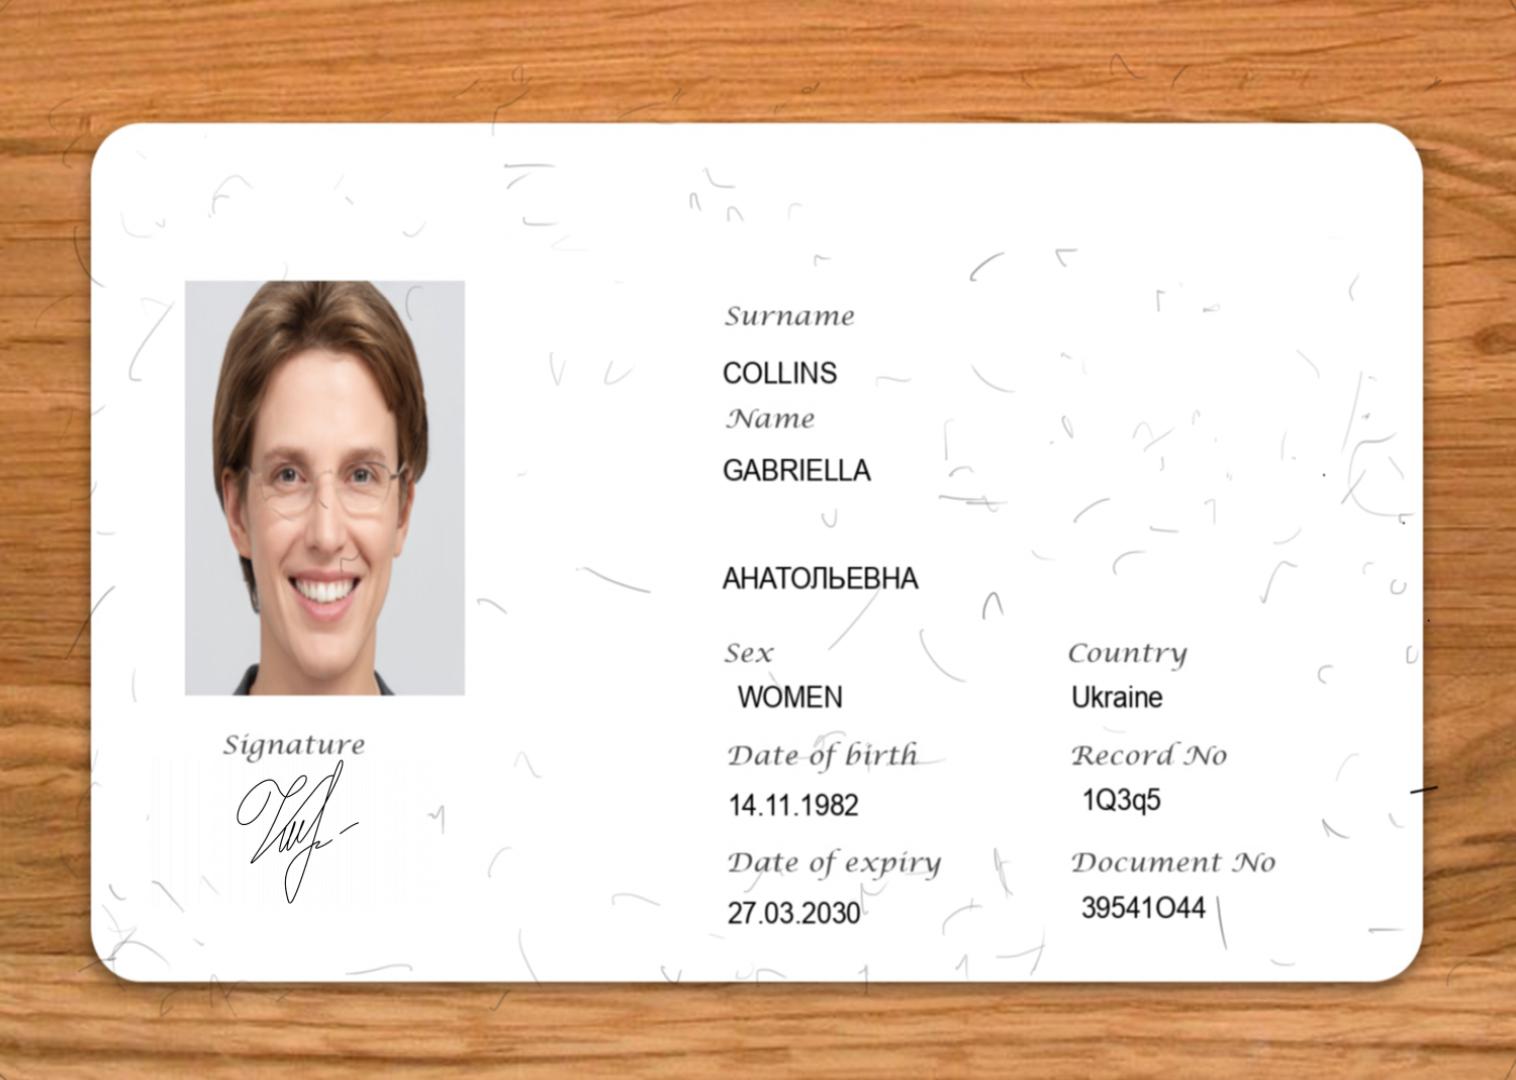 Surname
COLLINS
Name
GABRIELLA
АНАТОЛЬЕВНА
Sex
WOMEN
Country
Ukraine
Date of birth
14.11.1982
Record No
1Q3q5
Date of expiry
27.03.2030
Document No
39541O44
Signature